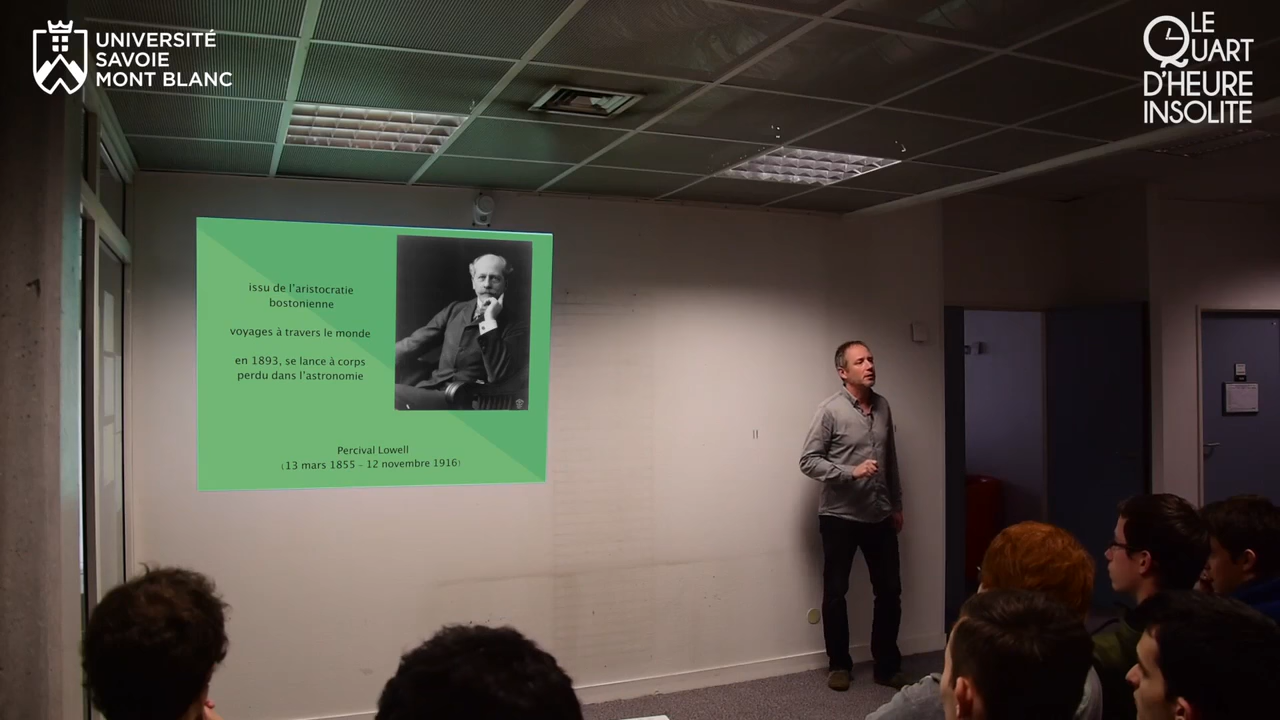 UNIVERSITÉ
SAVOIE
MONT BLANC
LE
QUART
D'HEURE
INSOLITE
issu de l'aristocratie
bostonienne
voyages à travers le monde
en 1893, se lance à corps
perdu dans l'astronomie
Percival Lowell
(13 mars 1855 - 12 novembre 1916)